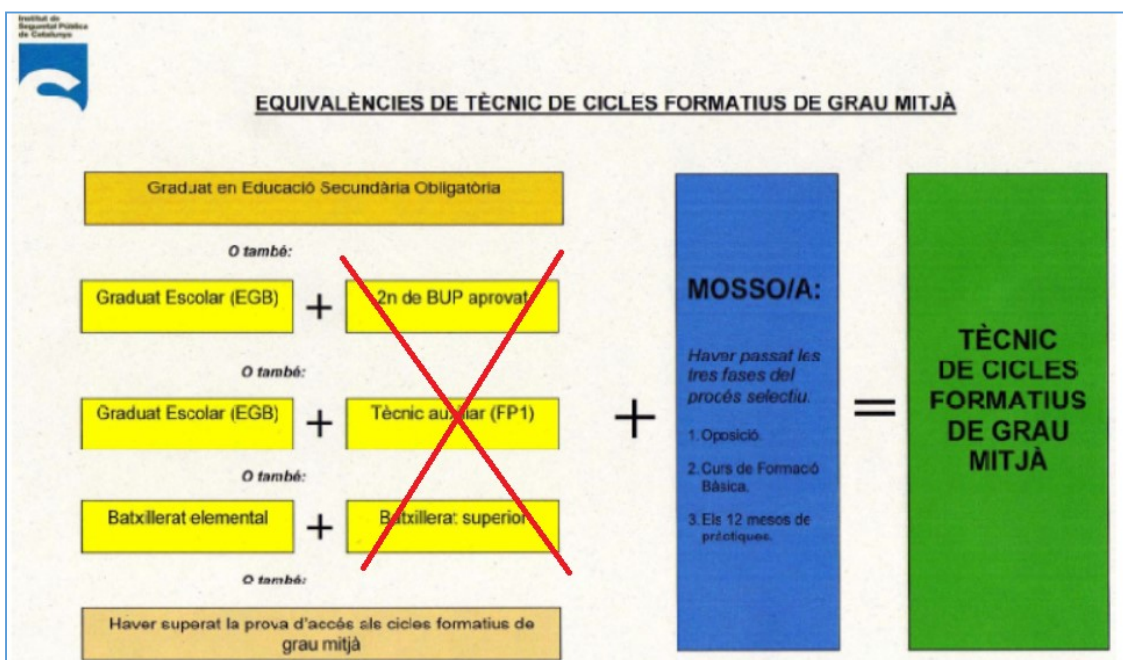 Institut de
Seguretat Pública
de Catalunya
EQUIVALÈNCIES DE TÈCNIC DE CICLES FORMATIUS DE GRAU MITJÀ
Graduat en Educació Secundària Obligatòria
O també:
Graduat Escolar (EGB) + 2n de BUP aprovat
O també:
Graduat Escolar (EGB) + Tècnic auxiliar (FP1)
O també:
Batxillerat elemental + Batxillerat superior
O també:
Haver superat la prova d'accés als cicles formatius de
grau mitjà
+
MOSSO/A:
Haver passat les
tres fases del
procés selectiu.
1. Oposició.
2. Curs de Formació
Bàsica.
3. Els 12 mesos de
pràctiques.
=
TÈCNIC
DE CICLES
FORMATIUS
DE GRAU
MITJÀ